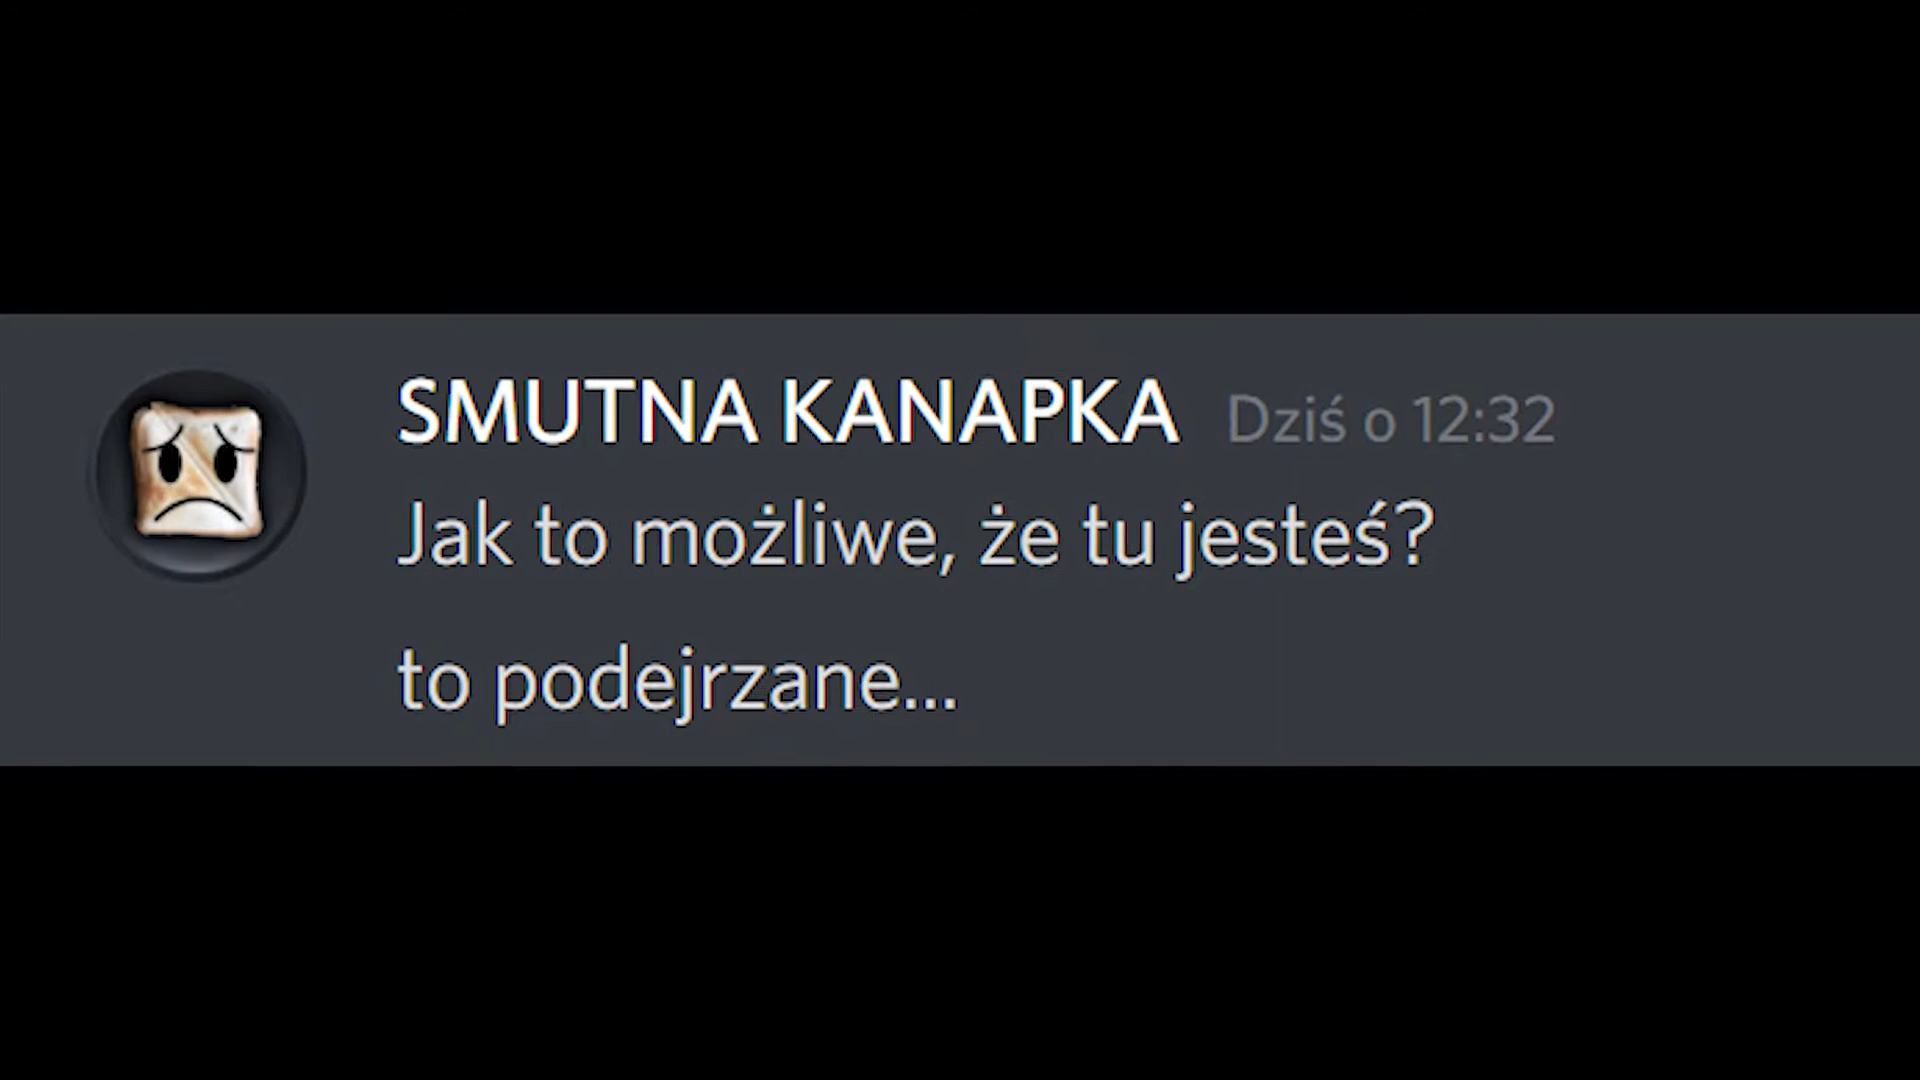 SMUTNA KANAPKA Dziś o 12:32
Jak to możliwe, że tu jesteś?
to podejrzane...